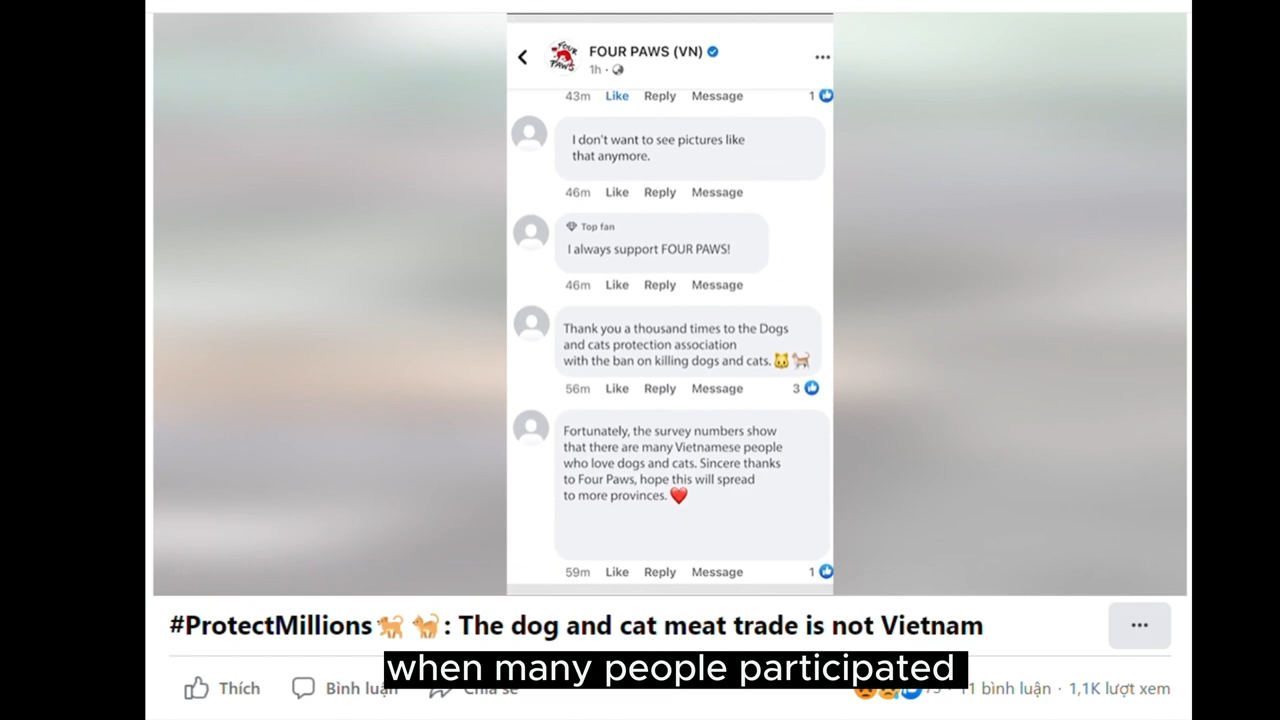 FOUR PAWS
FOUR PAWS (VN)
1h ·
43m Like Reply Message 1
I don't want to see pictures like
that anymore.
46m Like Reply Message
Top fan
I always support FOUR PAWS!
46m Like Reply Message
Thank you a thousand times to the Dogs
and cats protection association
with the ban on killing dogs and cats.
56m Like Reply Message 3
Fortunately, the survey numbers show
that there are many Vietnamese people
who love dogs and cats. Sincere thanks
to Four Paws, hope this will spread
to more provinces.
59m Like Reply Message 1
#ProtectMillions : The dog and cat meat trade is not Vietnam
when many people participated
Thích Bình luận Chia sẻ bình luận · 1,1K lượt xem